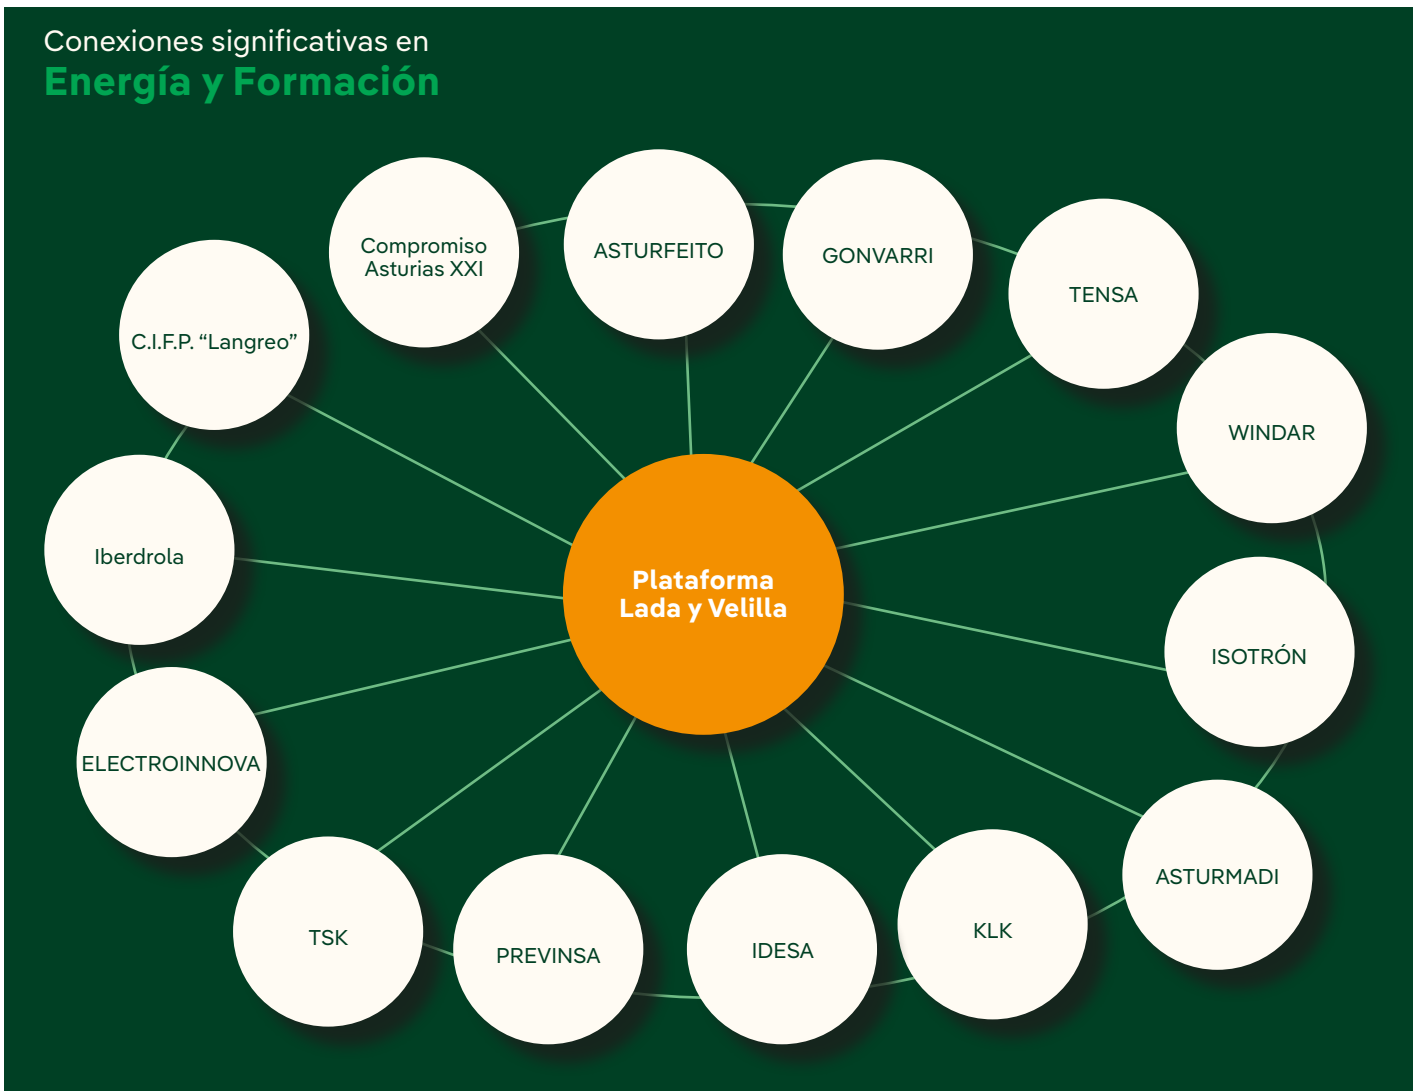 Conexiones significativas en
Energía y Formación
Compromiso
Asturias XXI
ASTURFEITO
GONVARRI
TENSA
C.I.F.P. “Langreo”
WINDAR
Iberdrola
Plataforma
Lada y Velilla
ISOTRÓN
ELECTROINNOVA
ASTURMADI
TSK
PREVINSA
IDESA
KLK